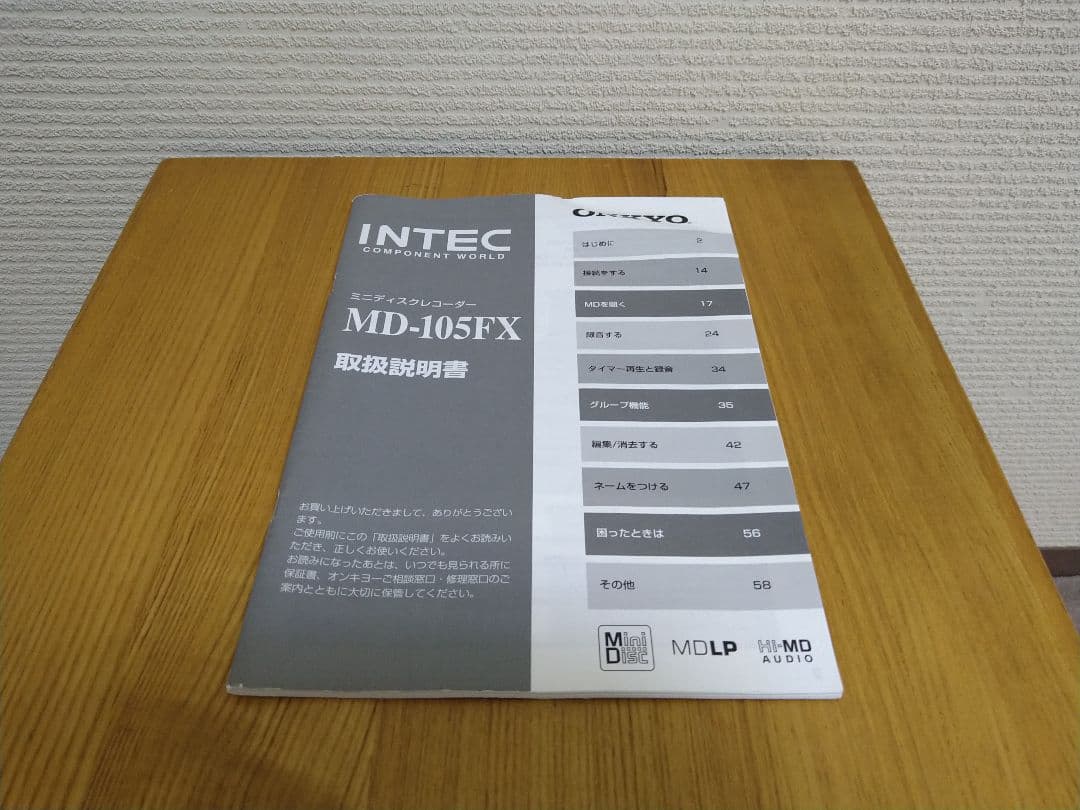 INTEC
COMPONENT WORLD
ミニディスクレコーダー
MD-105FX
取扱説明書
お買い上げいただきまして、ありがとうござい
ます。
ご使用前にこの「取扱説明書」をよくお読みい
ただき、正しくお使いください。
お読みになったあとは、いつでも見られる所に
保証書、オンキヨーご相談窓口・修理窓口のご
案内とともに大切に保管してください。
ONKYO
はじめに 2
接続をする 14
MDを聞く 17
録音する 24
タイマー再生と録音 34
グループ機能 35
編集/消去する 42
ネームをつける 47
困ったときは 56
その他 58
Mini
Disc
MDLP
Hi-MD
AUDIO